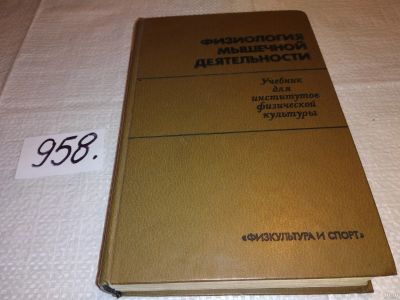 ФИЗИОЛОГИЯ
МЫШЕЧНОЙ
ДЕЯТЕЛЬНОСТИ
Учебник
для
институтов
физической
культуры
«ФИЗКУЛЬТУРА И СПОРТ»
958.